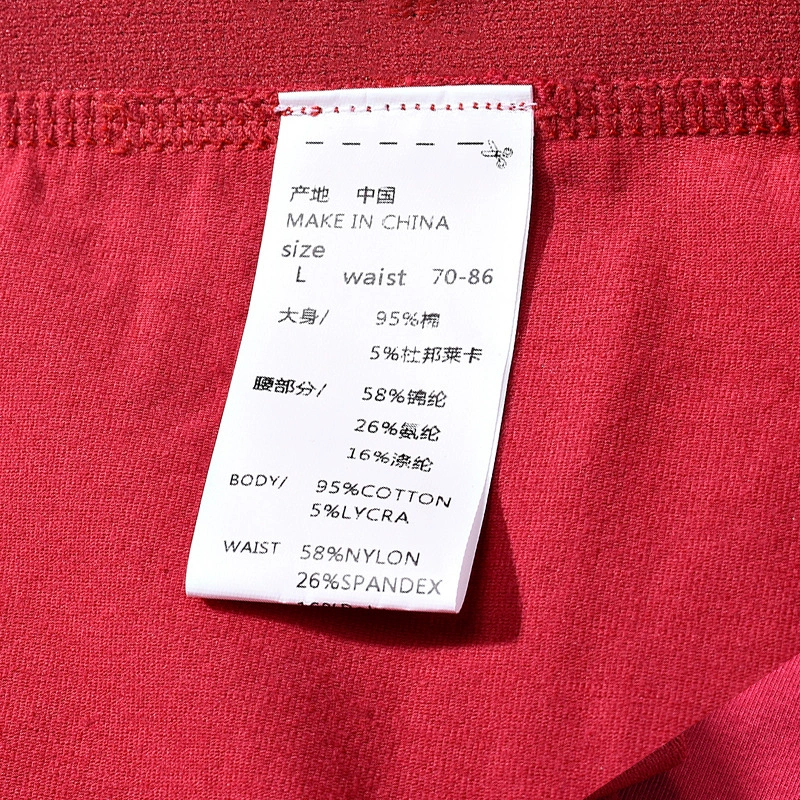 产地 中国
MAKE IN CHINA
size
L waist 70-86
大身/ 95%棉
5%杜邦莱卡
腰部分/ 58%锦纶
26%氨纶
16%涤纶
BODY/ 95%COTTON
5%LYCRA
WAIST 58%NYLON
26%SPANDEX